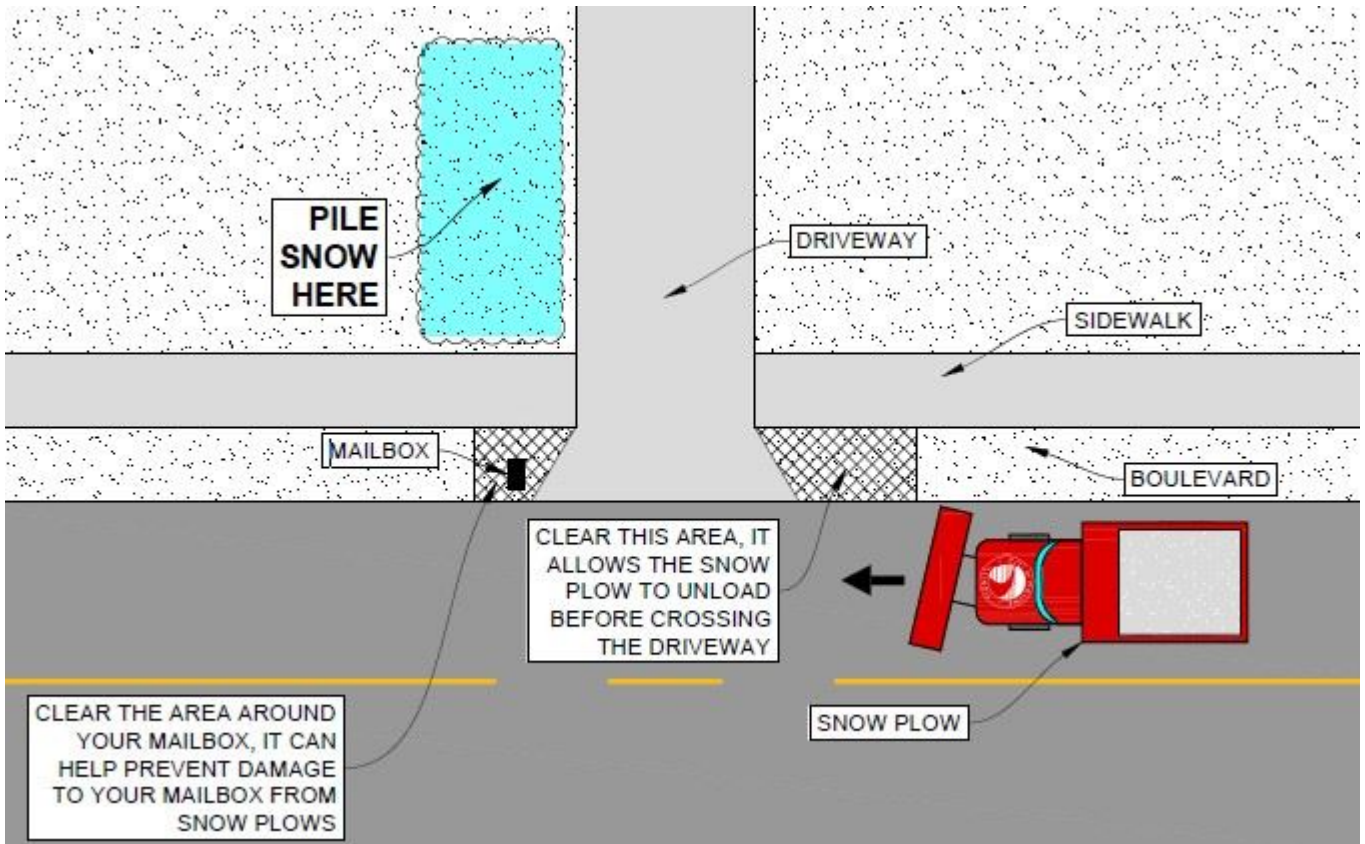 PILE
SNOW
HERE
DRIVEWAY
SIDEWALK
MAILBOX
BOULEVARD
CLEAR THIS AREA, IT
ALLOWS THE SNOW
PLOW TO UNLOAD
BEFORE CROSSING
THE DRIVEWAY
CLEAR THE AREA AROUND
YOUR MAILBOX, IT CAN
HELP PREVENT DAMAGE
TO YOUR MAILBOX FROM
SNOW PLOWS
SNOW PLOW